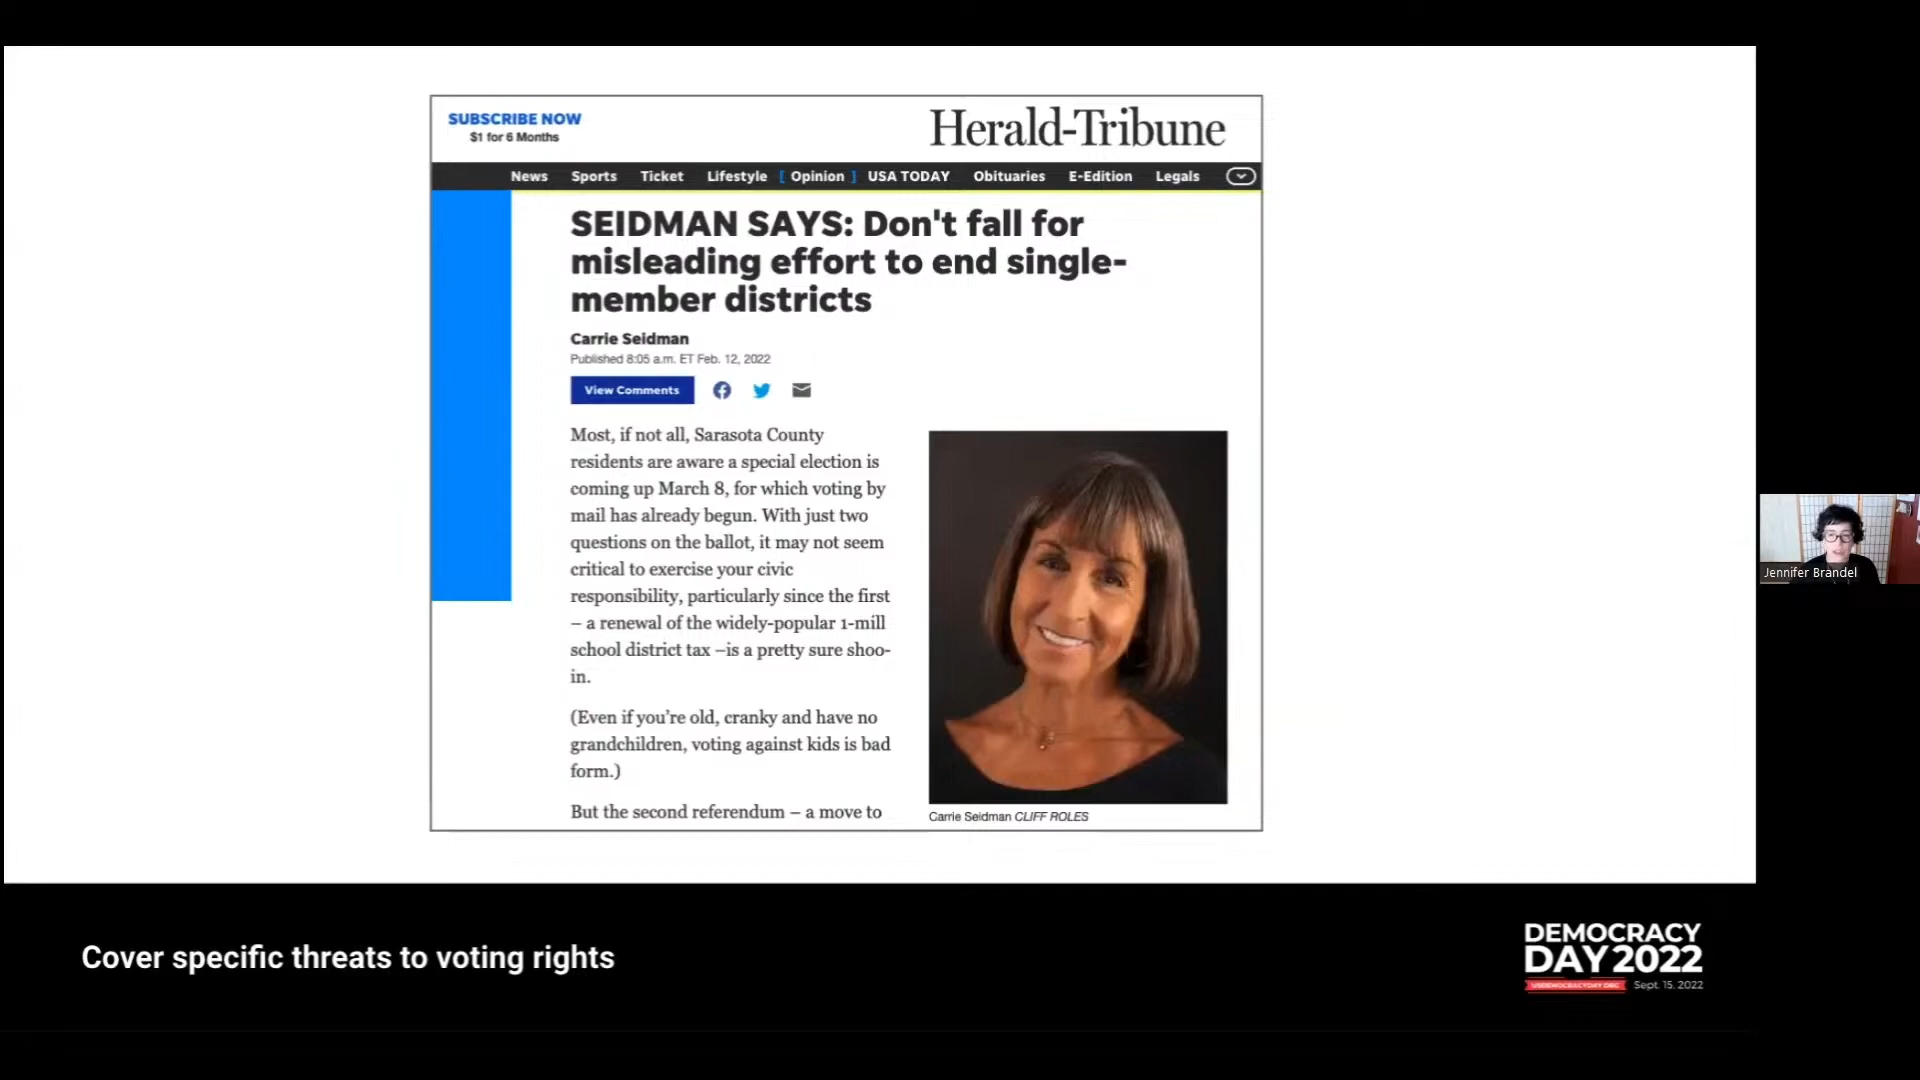 SUBSCRIBE NOW
$1 for 6 Months
Herald-Tribune
News Sports Ticket Lifestyle [ Opinion ] USA TODAY Obituaries E-Edition Legals
SEIDMAN SAYS: Don't fall for
misleading effort to end single-
member districts
Carrie Seidman
Published 8:05 a.m. ET Feb. 12, 2022
View Comments
Most, if not all, Sarasota County
residents are aware a special election is
coming up March 8, for which voting by
mail has already begun. With just two
questions on the ballot, it may not seem
critical to exercise your civic
responsibility, particularly since the first
– a renewal of the widely-popular 1-mill
school district tax –is a pretty sure shoo-
in.
(Even if you’re old, cranky and have no
grandchildren, voting against kids is bad
form.)
But the second referendum – a move to
Carrie Seidman CLIFF ROLES
Jennifer Brandel
Cover specific threats to voting rights
DEMOCRACY
DAY 2022
USDEMOCRACYDAY.ORG Sept. 15, 2022